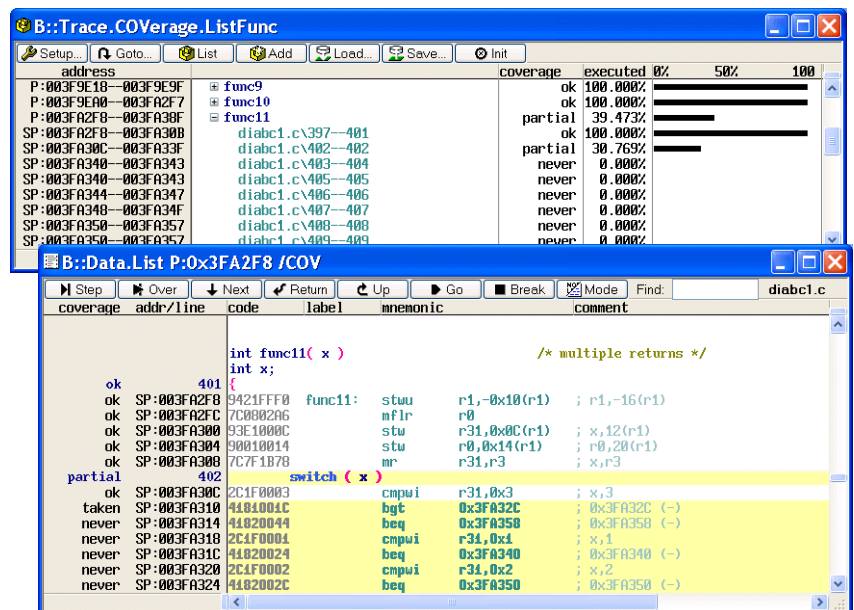 B::Trace.COVerage.ListFunc
Setup... Goto... List Add Load... Save... Init
address coverage executed 0% 50% 100
P:003F9E18--003F9E9F func9 ok 100.000%
P:003F9EA0--003FA2F7 func10 ok 100.000%
P:003FA2F8--003FA38F func11 partial 39.473%
SP:003FA2F8--003FA30B diabc1.c\397--401 ok 100.000%
SP:003FA30C--003FA33F diabc1.c\402--402 partial 30.769%
SP:003FA340--003FA343 diabc1.c\403--404 never 0.000%
SP:003FA340--003FA343 diabc1.c\405--405 never 0.000%
SP:003FA344--003FA347 diabc1.c\406--406 never 0.000%
SP:003FA348--003FA34F diabc1.c\407--407 never 0.000%
SP:003FA350--003FA357 diabc1.c\408--408 never 0.000%
SP:003FA350--003FA357 diabc1.c\409--409 never 0.000%
B::Data.List P:0x3FA2F8 /COV
Step Over Next Return Up Go Break Mode Find: diabc1.c
coverage addr/line code label mnemonic comment
int func11( x ) /* multiple returns */
int x;
ok 401 {
ok SP:003FA2F8 9421FFF0 func11: stwu r1,-0x10(r1) ; r1,-16(r1)
ok SP:003FA2FC 7C0802A6 mflr r0
ok SP:003FA300 93E1000C stw r31,0x0C(r1) ; x,12(r1)
ok SP:003FA304 90010014 stw r0,0x14(r1) ; r0,20(r1)
ok SP:003FA308 7C7F1B78 mr r31,r3 ; x,r3
partial 402 switch ( x )
ok SP:003FA30C 2C1F0003 cmpwi r31,0x3 ; x,3
taken SP:003FA310 4181001C bgt 0x3FA32C ; 0x3FA32C (-)
never SP:003FA314 41820044 beq 0x3FA358 ; 0x3FA358 (-)
never SP:003FA318 2C1F0001 cmpwi r31,0x1 ; x,1
never SP:003FA31C 41820024 beq 0x3FA340 ; 0x3FA340 (-)
never SP:003FA320 2C1F0002 cmpwi r31,0x2 ; x,2
never SP:003FA324 4182002C beq 0x3FA350 ; 0x3FA350 (-)